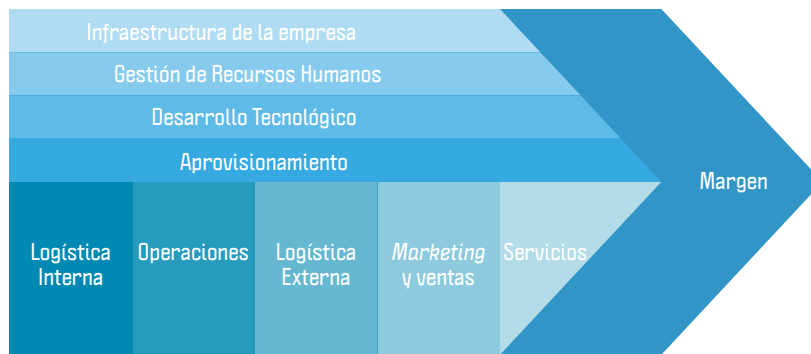 Infraestructura de la empresa
Gestión de Recursos Humanos
Desarrollo Tecnológico
Aprovisionamiento
Margen
Logística
Interna
Operaciones
Logística
Externa
Marketing
y ventas
Servicios